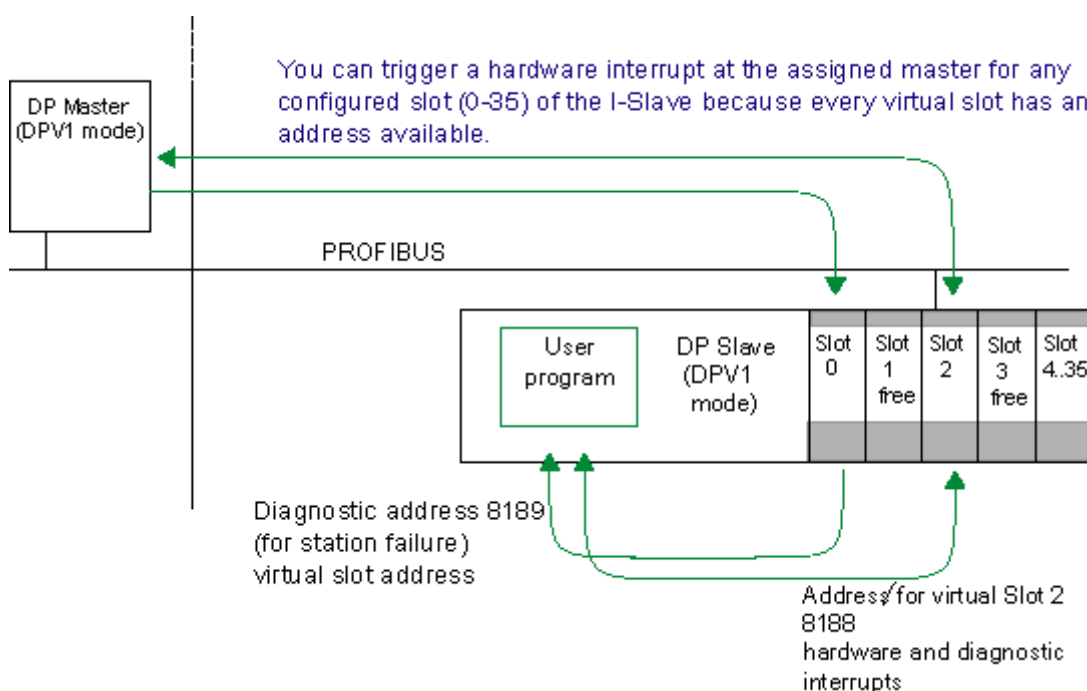 You can trigger a hardware interrupt at the assigned master for any
configured slot (0-35) of the I-Slave because every virtual slot has an
address available.
DP Master
(DPV1 mode)
PROFIBUS
User
program
DP Slave
(DPV1
mode)
Slot
0
Slot
1
free
Slot
2
Slot
3
free
Slot
4..35
Diagnostic address 8189
(for station failure)
virtual slot address
Address/for virtual Slot 2
8188
hardware and diagnostic
interrupts